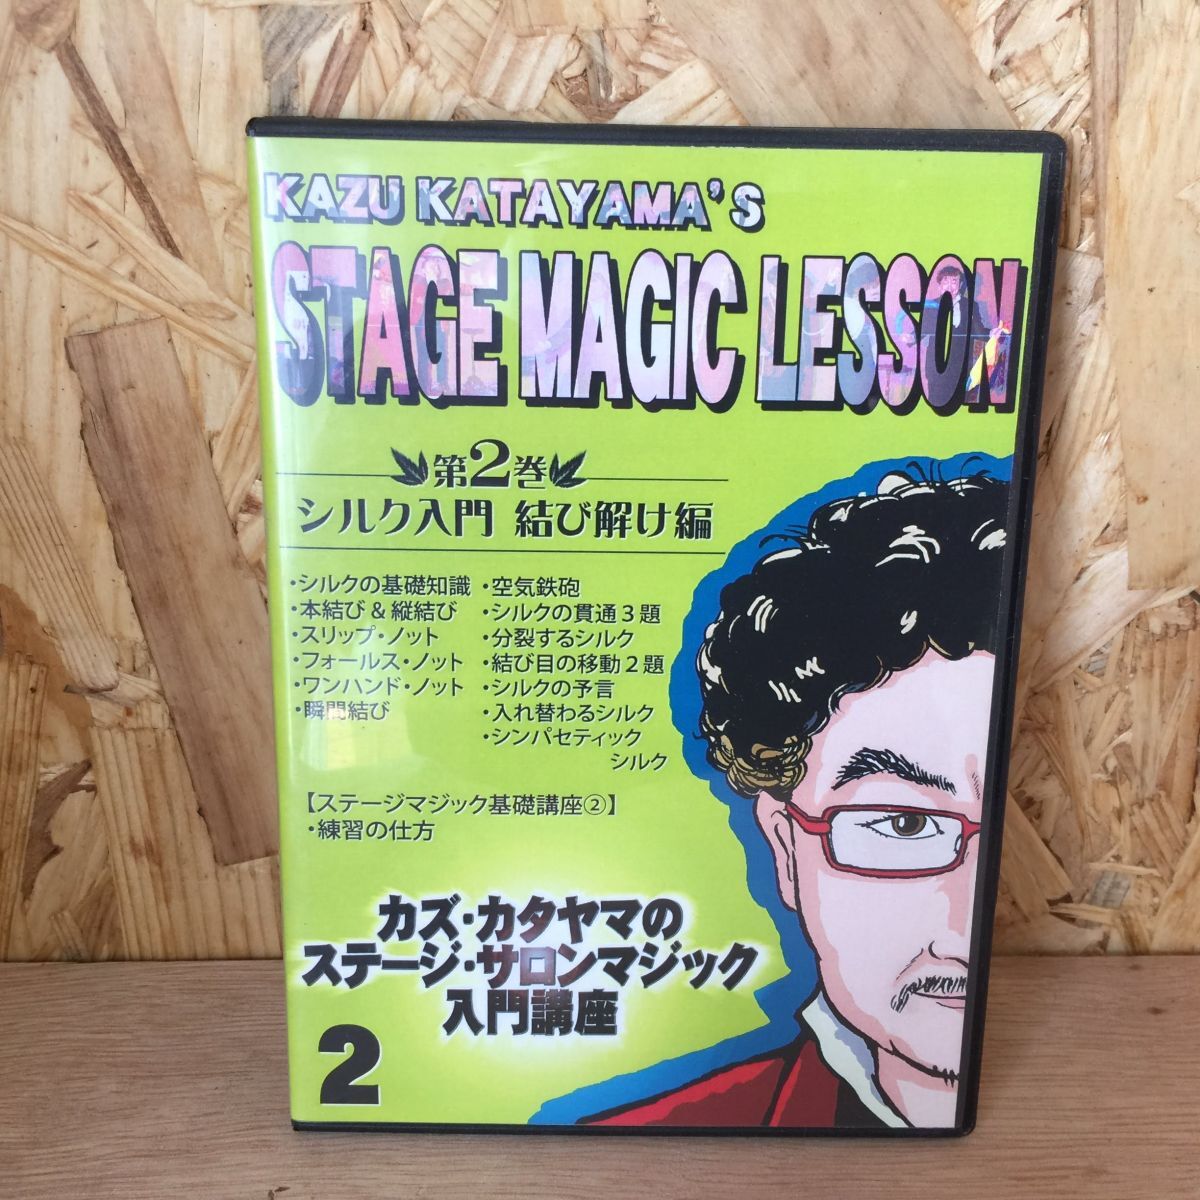 KAZU KATAYAMA'S
STAGE MAGIC LESSON
第2巻
シルク入門 結び解け編
・シルクの基礎知識
・本結び＆縦結び
・スリップ・ノット
・フォールス・ノット
・ワンハンド・ノット
・瞬間結び
・空気鉄砲
・シルクの貫通３題
・分裂するシルク
・結び目の移動２題
・シルクの予言
・入れ替わるシルク
・シンパセティック
シルク
【ステージマジック基礎講座②】
・練習の仕方
カズ・カタヤマの
ステージ・サロンマジック
入門講座
2